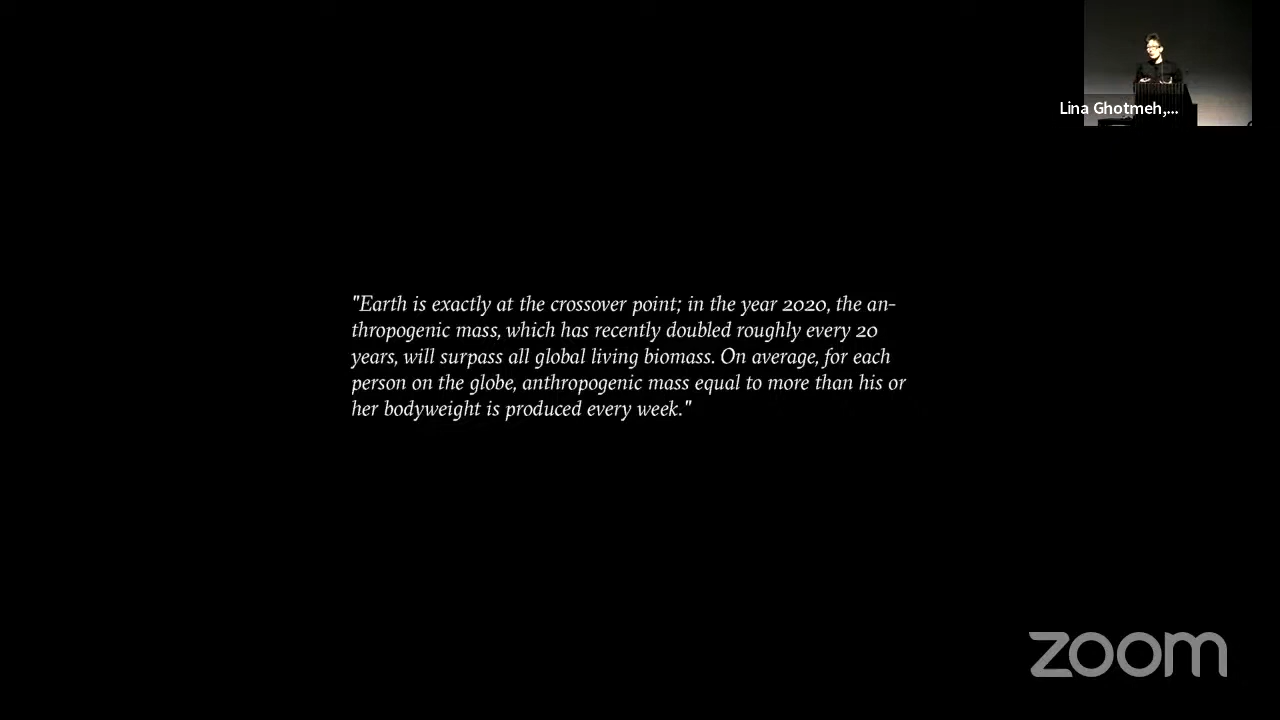 Lina Ghotmeh,...
"Earth is exactly at the crossover point; in the year 2020, the an-
thropogenic mass, which has recently doubled roughly every 20
years, will surpass all global living biomass. On average, for each
person on the globe, anthropogenic mass equal to more than his or
her bodyweight is produced every week."
zoom